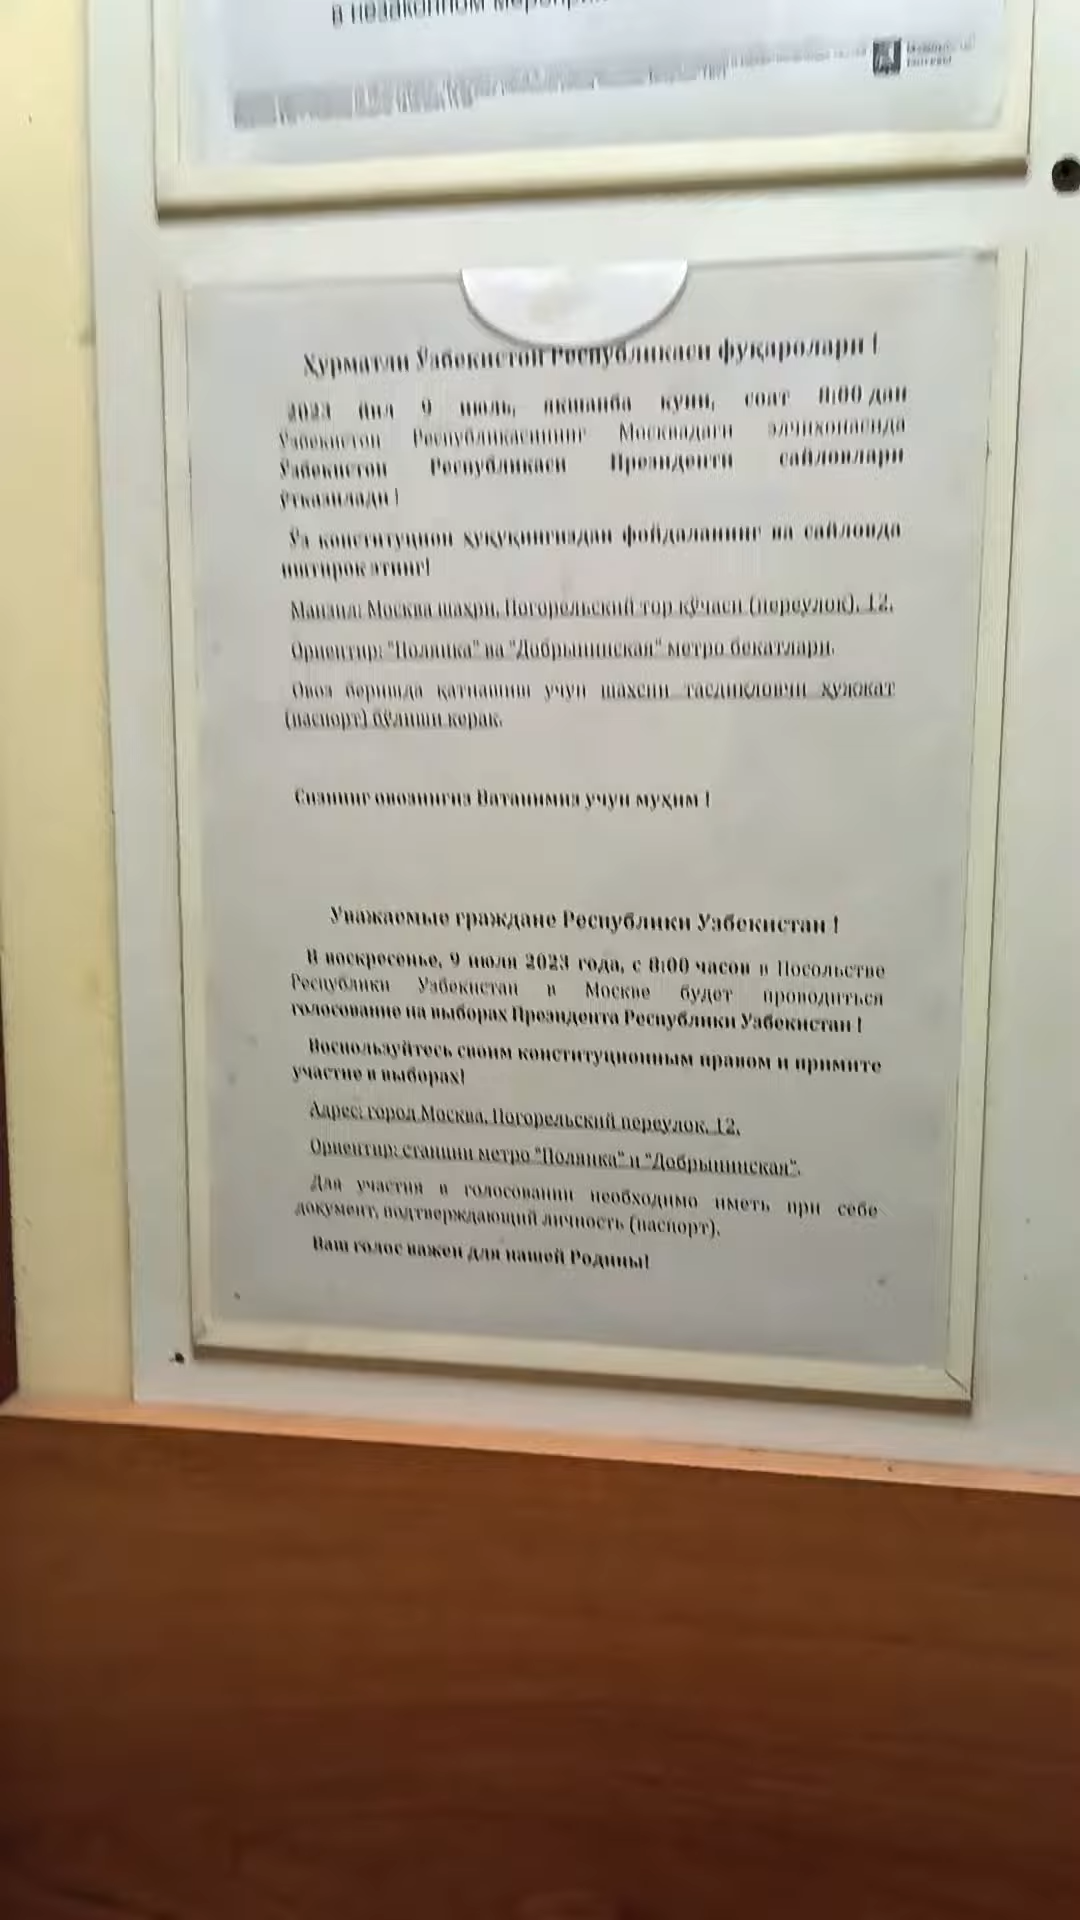 в незаконном
Ҳурматли Ўзбекистон Республикаси фуқаролари !
2023 йил 9 июль, якшанба куни, соат 8:00 дан
Ўзбекистон Республикасининг Москвадаги элчихонасида
Ўзбекистон Республикаси Президенти сайловлари
ўтказилади !
Ўз конституцион ҳуқуқингиздан фойдаланинг ва сайловда
иштирок этинг!
Манзил: Москва шаҳри, Погорельский тор кўчаси (переулок), 12.
Ориентир: "Полянка" ва "Добрынинская" метро бекатлари.
Овоз беришда қатнашиш учун шахсни тасдиқловчи ҳужжат
(паспорт) бўлиши керак.
Сизнинг овозингиз Ватанимиз учун муҳим !
Уважаемые граждане Республики Узбекистан !
В воскресенье, 9 июля 2023 года, с 8:00 часов в Посольстве
Республики Узбекистан в Москве будет проводиться
голосование на выборах Президента Республики Узбекистан !
Воспользуйтесь своим конституционным правом и примите
участие в выборах!
Адрес: город Москва, Погорельский переулок, 12.
Ориентир: станции метро "Полянка" и "Добрынинская".
Для участия в голосовании необходимо иметь при себе
документ, подтверждающий личность (паспорт).
Ваш голос важен для нашей Родины!